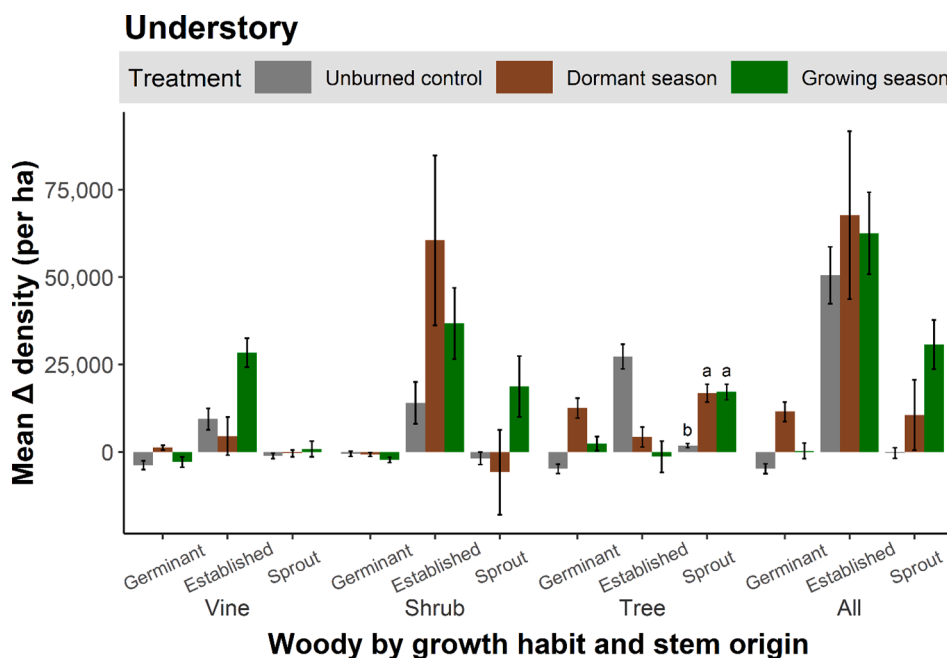 Understory
Treatment Unburned control Dormant season Growing season
Mean Δ density (per ha)
75,000
50,000
25,000
0
a a
b
Germinant Established Sprout Germinant Established Sprout Germinant Established Sprout Germinant Established Sprout
Vine Shrub Tree All
Woody by growth habit and stem origin